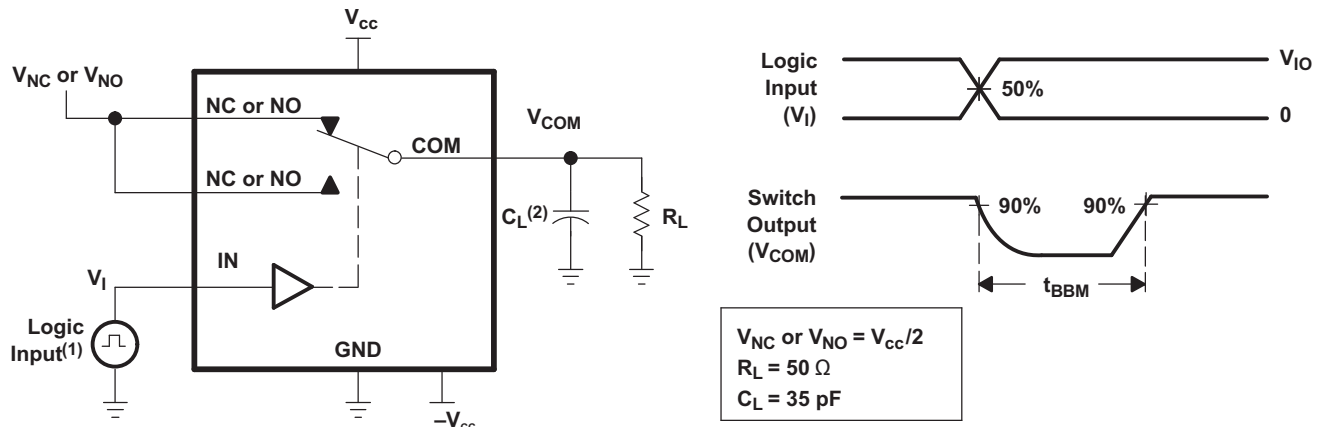 Vcc
VNC or VNO
NC or NO
VCOM
COM
NC or NO
CL(2)
RL
IN
VI
Logic
Input(1)
GND
–Vcc
Logic
Input
(VI)
50%
VIO
0
Switch
Output
(VCOM)
90%
90%
tBBM
VNC or VNO = Vcc/2
RL = 50 Ω
CL = 35 pF